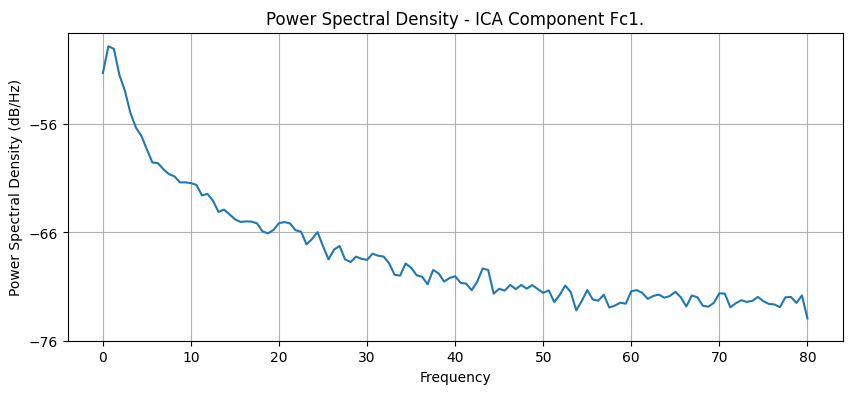 Power Spectral Density - ICA Component Fc1.
Power Spectral Density (dB/Hz)
−56
−66
−76
0 10 20 30 40 50 60 70 80
Frequency